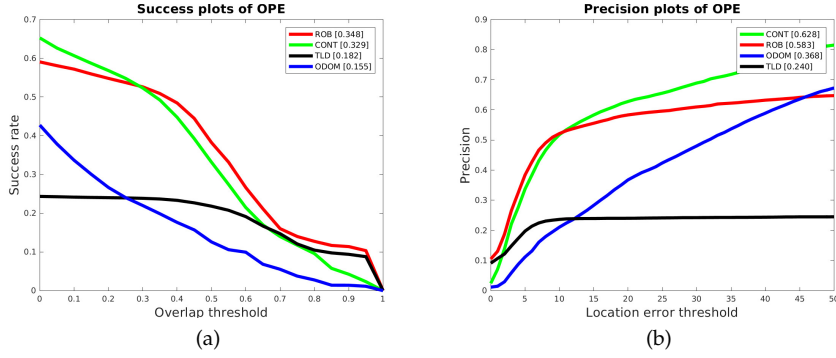 Success plots of OPE
ROB [0.348]
CONT [0.329]
TLD [0.182]
ODOM [0.155]
Success rate
0.7
0.6
0.5
0.4
0.3
0.2
0.1
0
0 0.1 0.2 0.3 0.4 0.5 0.6 0.7 0.8 0.9 1
Overlap threshold
(a)
Precision plots of OPE
CONT [0.628]
ROB [0.583]
ODOM [0.368]
TLD [0.240]
Precision
0.9
0.8
0.7
0.6
0.5
0.4
0.3
0.2
0.1
0
0 5 10 15 20 25 30 35 40 45 50
Location error threshold
(b)